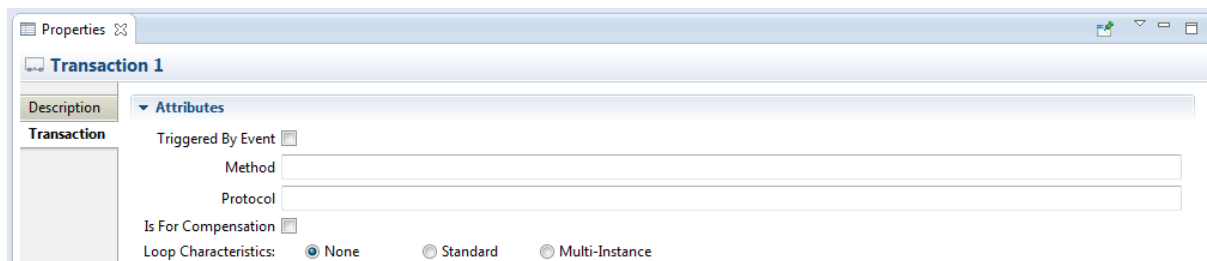 Properties
Transaction 1
Description
Attributes
Transaction
Triggered By Event
Method
Protocol
Is For Compensation
Loop Characteristics: None Standard Multi-Instance